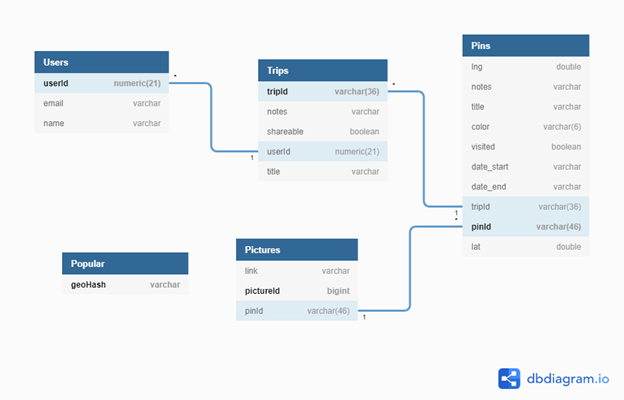 Users
userId numeric(21)
email varchar
name varchar
*
1
Trips
tripId varchar(36)
notes varchar
shareable boolean
userId numeric(21)
title varchar
*
1
Pins
lng double
notes varchar
title varchar
color varchar(6)
visited boolean
date_start varchar
date_end varchar
tripId varchar(36)
pinId varchar(46)
lat double
*
Popular
geoHash varchar
Pictures
link varchar
pictureId bigint
pinId varchar(46)
1
dbdiagram.io